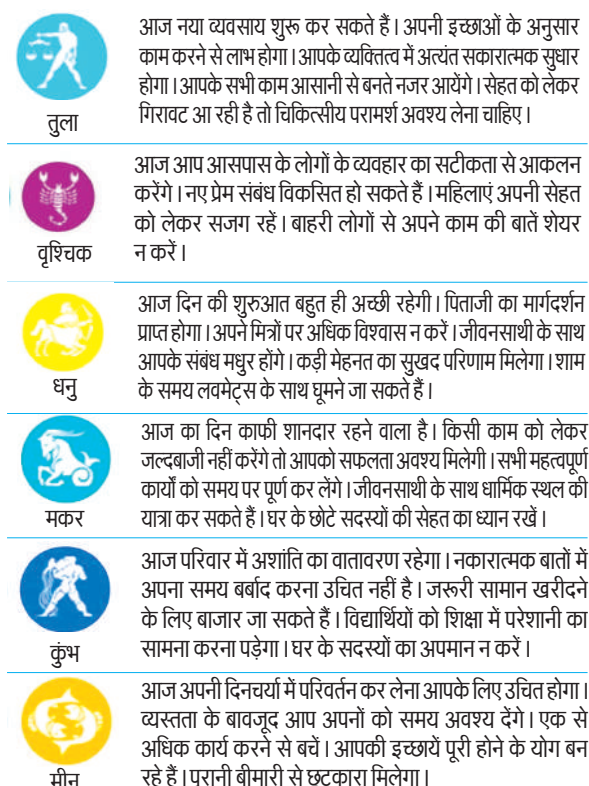 आज नया व्यवसाय शुरू कर सकते हैं। अपनी इच्छाओं के अनुसार
काम करने से लाभ होगा। आपके व्यक्तित्व में अत्यंत सकारात्मक सुधार
होगा। आपके सभी काम आसानी से बनते नजर आयेंगे। सेहत को लेकर
गिरावट आ रही है तो चिकित्सीय परामर्श अवश्य लेना चाहिए।
तुला
आज आप आसपास के लोगों के व्यवहार का सटीकता से आकलन
करेंगे। नए प्रेम संबंध विकसित हो सकते हैं। महिलाएं अपनी सेहत
को लेकर सजग रहें। बाहरी लोगों से अपने काम की बातें शेयर
न करें।
वृश्चिक
आज दिन की शुरुआत बहुत ही अच्छी रहेगी। पिताजी का मार्गदर्शन
प्राप्त होगा। अपने मित्रों पर अधिक विश्वास न करें। जीवनसाथी के साथ
आपके संबंध मधुर होंगे। कड़ी मेहनत का सुखद परिणाम मिलेगा। शाम
के समय लवमेट्स के साथ घूमने जा सकते हैं।
धनु
आज का दिन काफी शानदार रहने वाला है। किसी काम को लेकर
जल्दबाजी नहीं करेंगे तो आपको सफलता अवश्य मिलेगी। सभी महत्वपूर्ण
कार्यों को समय पर पूर्ण कर लेंगे। जीवनसाथी के साथ धार्मिक स्थल की
यात्रा कर सकते हैं। घर के छोटे सदस्यों की सेहत का ध्यान रखें।
मकर
आज परिवार में अशांति का वातावरण रहेगा। नकारात्मक बातों में
अपना समय बर्बाद करना उचित नहीं है। जरूरी सामान खरीदने
के लिए बाजार जा सकते हैं। विद्यार्थियों को शिक्षा में परेशानी का
सामना करना पड़ेगा। घर के सदस्यों का अपमान न करें।
कुंभ
आज अपनी दिनचर्या में परिवर्तन कर लेना आपके लिए उचित होगा।
व्यस्तता के बावजूद आप अपनों को समय अवश्य देंगे। एक से
अधिक कार्य करने से बचें। आपकी इच्छायें पूरी होने के योग बन
रहे हैं। पुरानी बीमारी से छुटकारा मिलेगा।
मीन